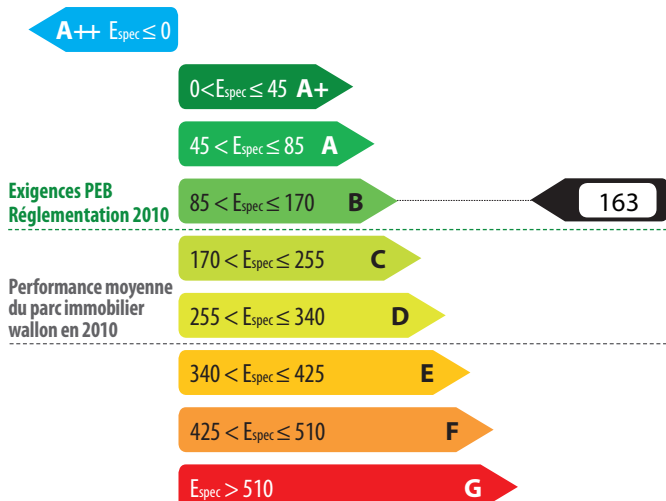 A++ Espec ≤ 0
0<Espec ≤ 45 A+
45 < Espec ≤ 85 A
Exigences PEB
Réglementation 2010
85 < Espec ≤ 170 B
163
170 < Espec ≤ 255 C
Performance moyenne
du parc immobilier
wallon en 2010
255 < Espec ≤ 340 D
340 < Espec ≤ 425 E
425 < Espec ≤ 510 F
Espec > 510 G